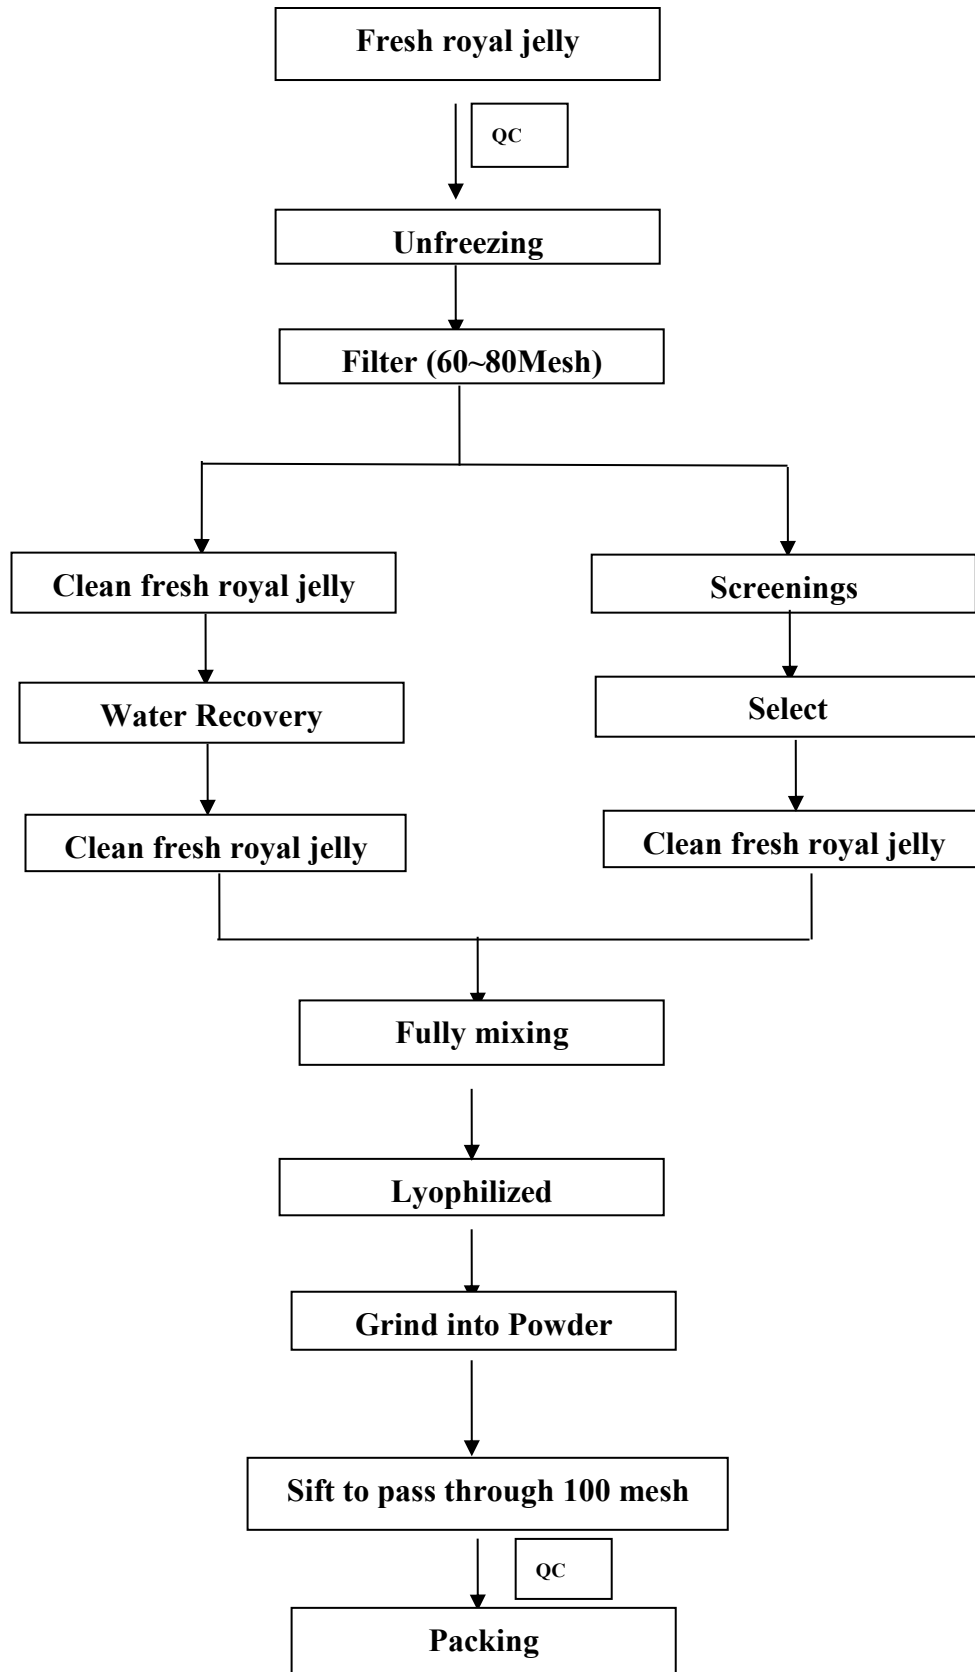 Fresh royal jelly
QC
Unfreezing
Filter (60~80Mesh)
Clean fresh royal jelly
Screenings
Water Recovery
Select
Clean fresh royal jelly
Clean fresh royal jelly
Fully mixing
Lyophilized
Grind into Powder
Sift to pass through 100 mesh
QC
Packing